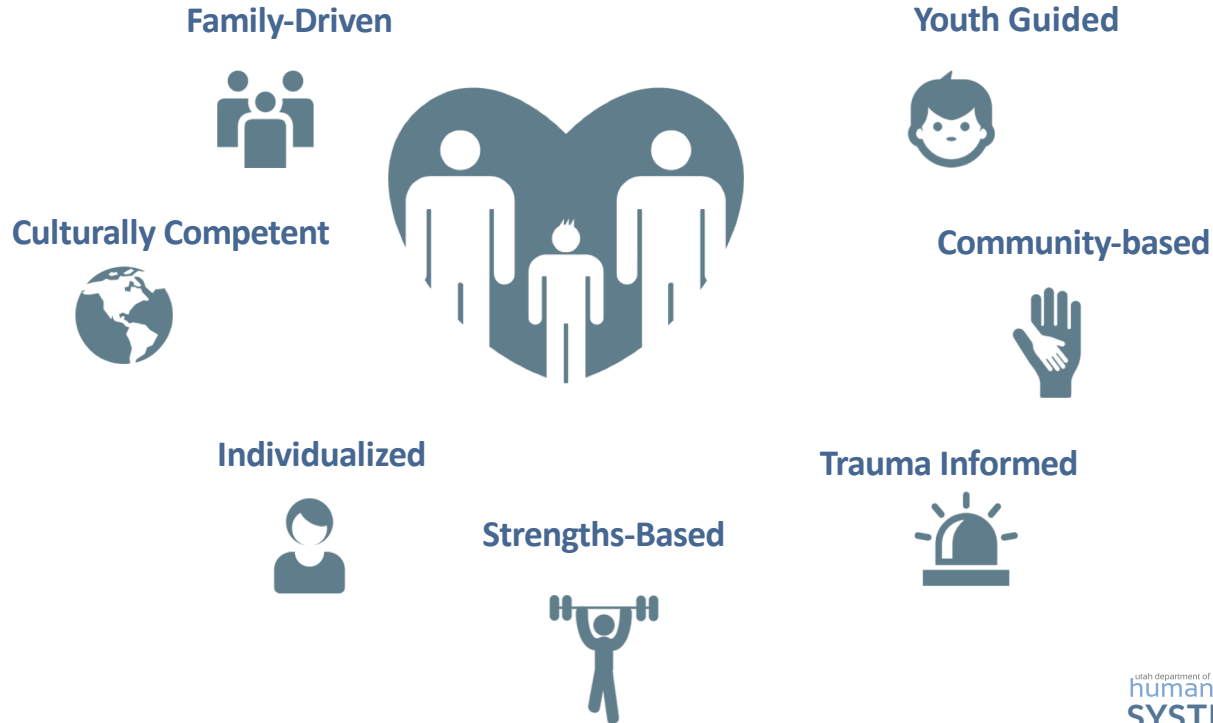 Family-Driven
Youth Guided
Culturally Competent
Community-based
Individualized
Trauma Informed
Strengths-Based
utah department of
human